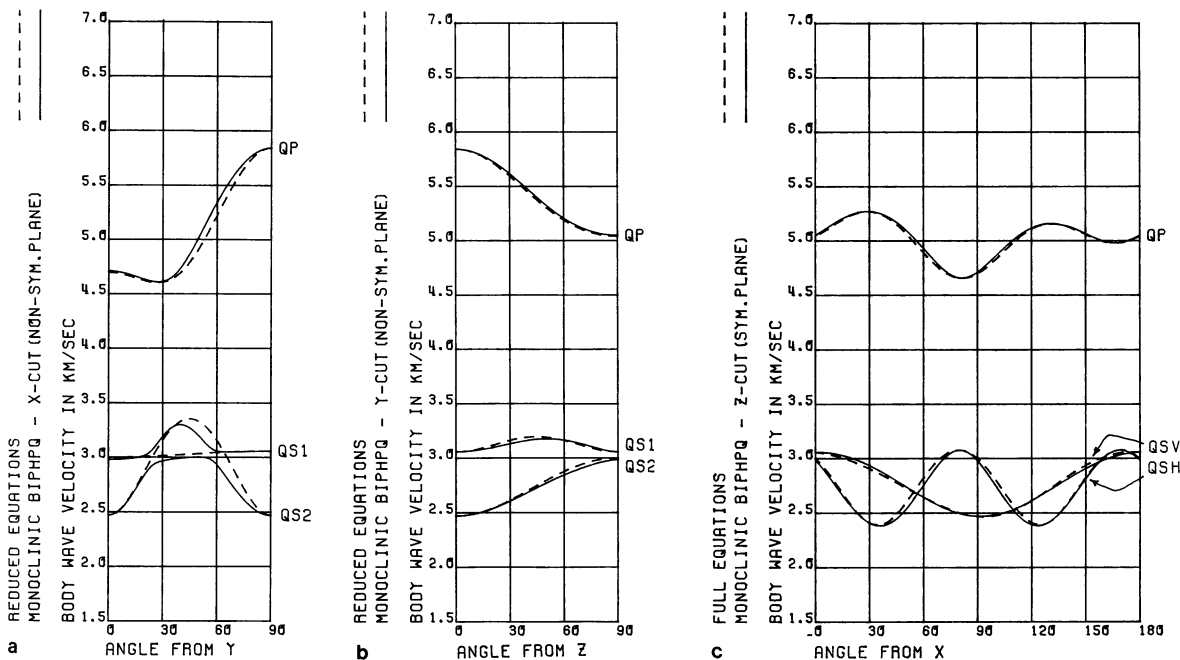 REDUCED EQUATIONS
MONOCLINIC BIPHPQ - X-CUT(NON-SYM.PLANE)
BODY WAVE VELOCITY IN KM/SEC
7.0
6.5
6.0
5.5
5.0
4.5
4.0
3.5
3.0
2.5
2.0
1.5
QP
QS1
QS2
0 30 60 90
ANGLE FROM Y
a
REDUCED EQUATIONS
MONOCLINIC BIPHPQ - Y-CUT(NON-SYM.PLANE)
BODY WAVE VELOCITY IN KM/SEC
7.0
6.5
6.0
5.5
5.0
4.5
4.0
3.5
3.0
2.5
2.0
1.5
QP
QS1
QS2
0 30 60 90
ANGLE FROM Z
b
FULL EQUATIONS
MONOCLINIC BIPHPQ - Z-CUT(SYM.PLANE)
BODY WAVE VELOCITY IN KM/SEC
7.0
6.5
6.0
5.5
5.0
4.5
4.0
3.5
3.0
2.5
2.0
1.5
QP
QSV
QSH
-0 30 60 90 120 150 180
ANGLE FROM X
c